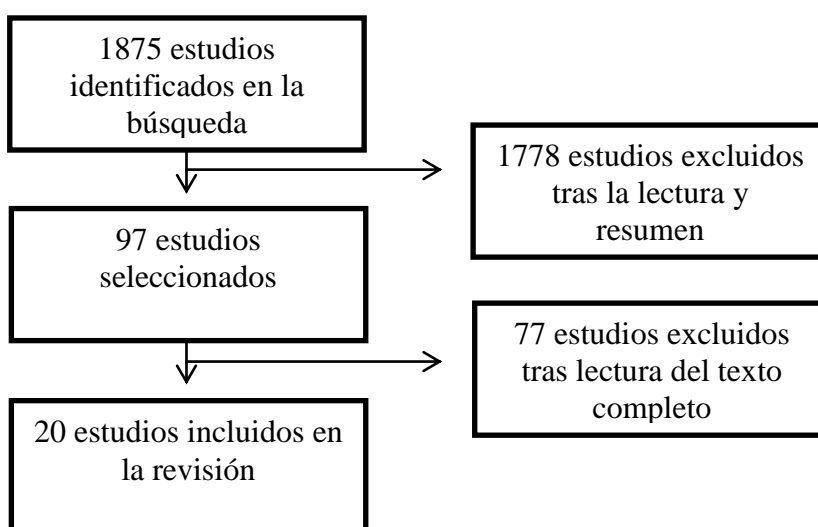 1875 estudios
identificados en la
búsqueda
1778 estudios excluidos
tras la lectura y
resumen
97 estudios
seleccionados
77 estudios excluidos
tras lectura del texto
completo
20 estudios incluidos en
la revisión